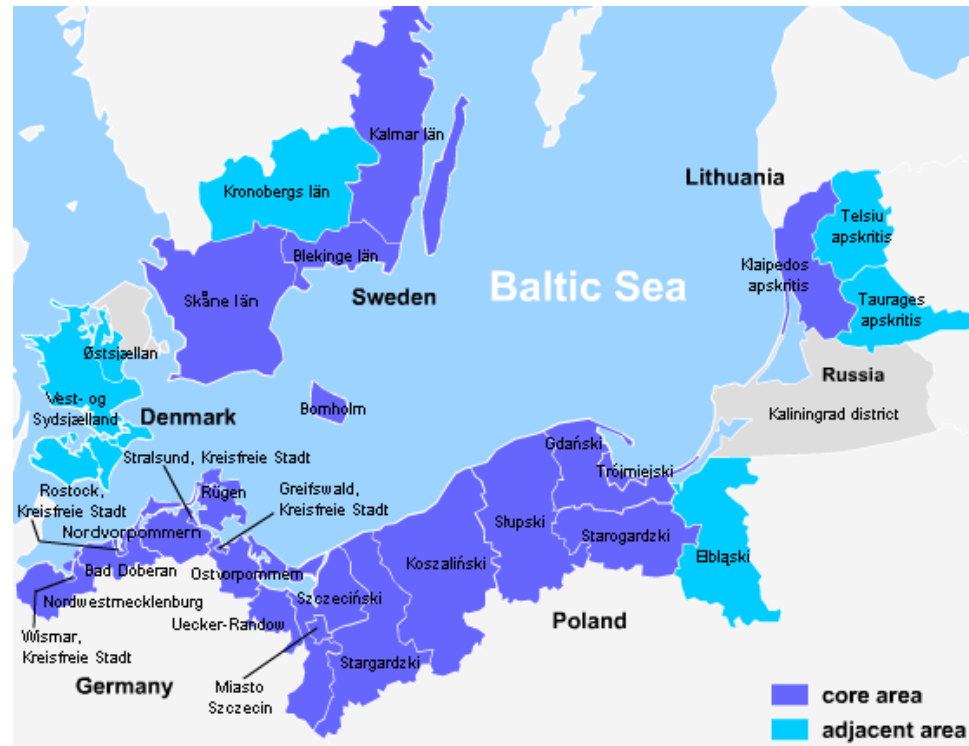 Kalmar län
Kronobergs län
Lithuania
Telsiu
apskritis
Blekinge län
Klaipedos
apskritis
Baltic Sea
Skåne län
Sweden
Taurages
apskritis
Østsjællan
Russia
Vest- og
Sydsjælland
Denmark
Bornholm
Kaliningrad district
Stralsund, Kreisfreie Stadt
Gdański
Trójmiejski
Rügen
Greifswald,
Kreisfreie Stadt
Rostock,
Kreisfreie Stadt
Nordvorpommern
Słupski
Starogardzki
Elbląski
Bad Doberan
Ostvorpommern
Koszaliński
Nordwestmecklenburg
Szczeciński
Uecker-Randow
Poland
Wismar,
Kreisfreie Stadt
Stargardzki
Germany
Miasto
Szczecin
core area
adjacent area